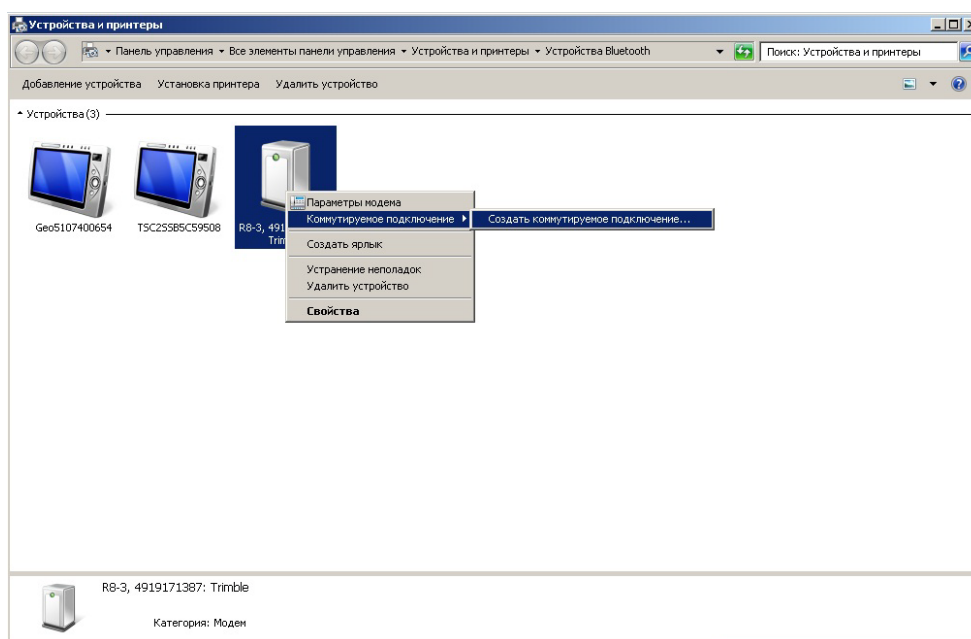 Устройства и принтеры
Панель управления Все элементы панели управления Устройства и принтеры Устройства Bluetooth
Поиск: Устройства и принтеры
Добавление устройства Установка принтера Удалить устройство
Устройства (3)
Geo5107400654
TSC2SSB5C59508
R8-3, 491
Trim
Параметры модема
Коммутируемое подключение
Создать коммутируемое подключение...
Создать ярлык
Устранение неполадок
Удалить устройство
Свойства
R8-3, 4919171387: Trimble
Категория: Модем